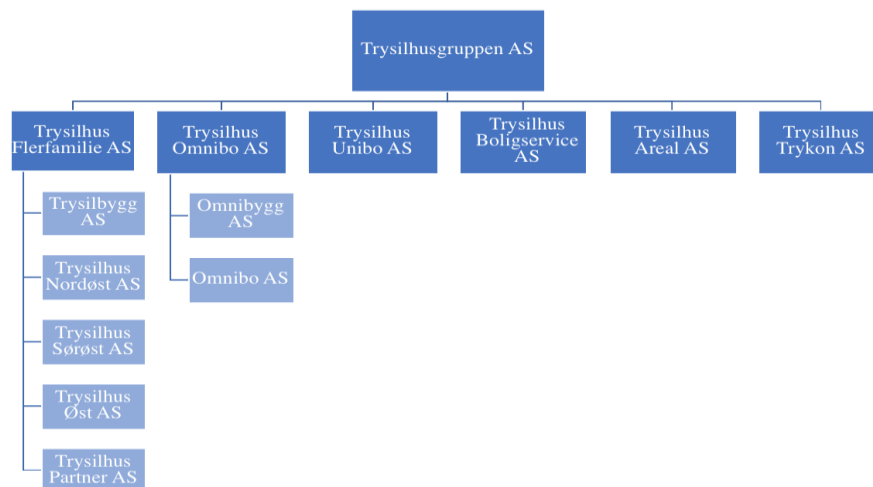 Trysilhusgruppen AS
Trysilhus
Flerfamilie AS
Trysilhus
Omnibo AS
Trysilhus
Unibo AS
Trysilhus
Boligservice
AS
Trysilhus
Areal AS
Trysilhus
Trykon AS
Trysilbygg
AS
Trysilhus
Nordøst AS
Trysilhus
Sørøst AS
Trysilhus
Øst AS
Trysilhus
Partner AS
Omnibygg
AS
Omnibo AS